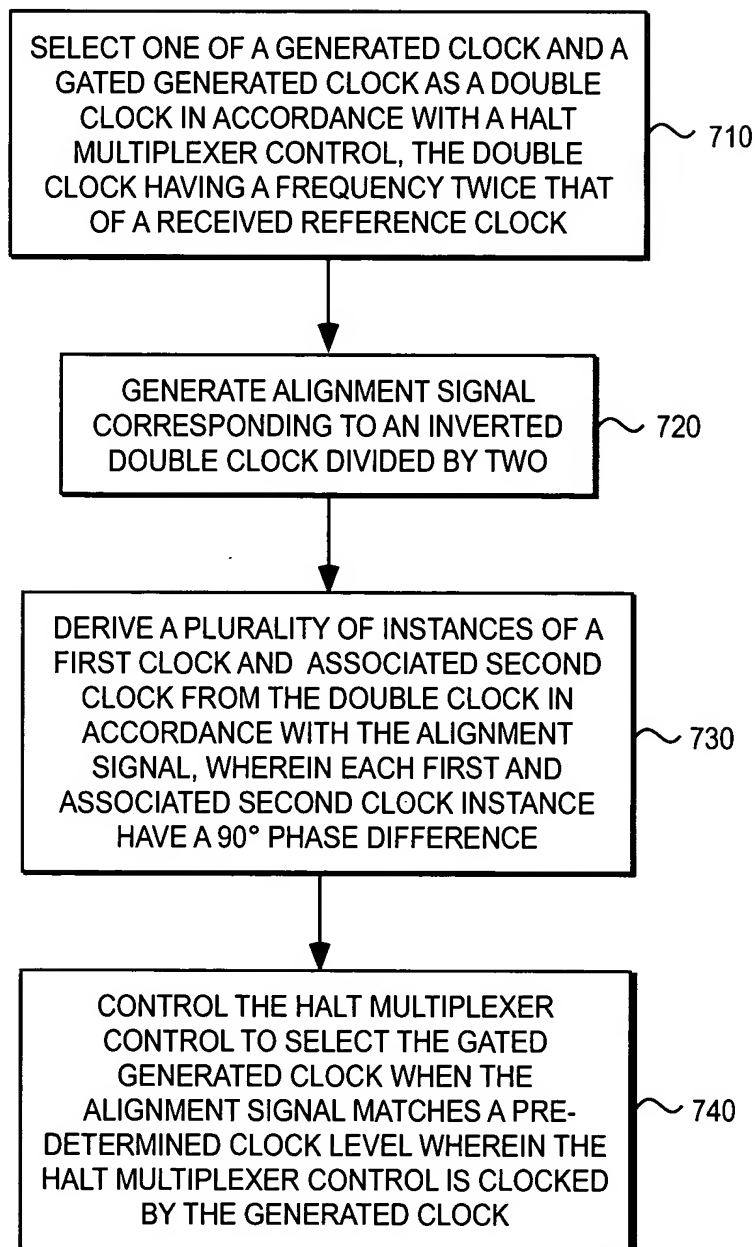 SELECT ONE OF A GENERATED CLOCK AND A
GATED GENERATED CLOCK AS A DOUBLE
CLOCK IN ACCORDANCE WITH A HALT
MULTIPLEXER CONTROL, THE DOUBLE
CLOCK HAVING A FREQUENCY TWICE THAT
OF A RECEIVED REFERENCE CLOCK
710
GENERATE ALIGNMENT SIGNAL
CORRESPONDING TO AN INVERTED
DOUBLE CLOCK DIVIDED BY TWO
720
DERIVE A PLURALITY OF INSTANCES OF A
FIRST CLOCK AND ASSOCIATED SECOND
CLOCK FROM THE DOUBLE CLOCK IN
ACCORDANCE WITH THE ALIGNMENT
SIGNAL, WHEREIN EACH FIRST AND
ASSOCIATED SECOND CLOCK INSTANCE
HAVE A 90° PHASE DIFFERENCE
730
CONTROL THE HALT MULTIPLEXER
CONTROL TO SELECT THE GATED
GENERATED CLOCK WHEN THE
ALIGNMENT SIGNAL MATCHES A PRE-
DETERMINED CLOCK LEVEL WHEREIN THE
HALT MULTIPLEXER CONTROL IS CLOCKED
BY THE GENERATED CLOCK
740